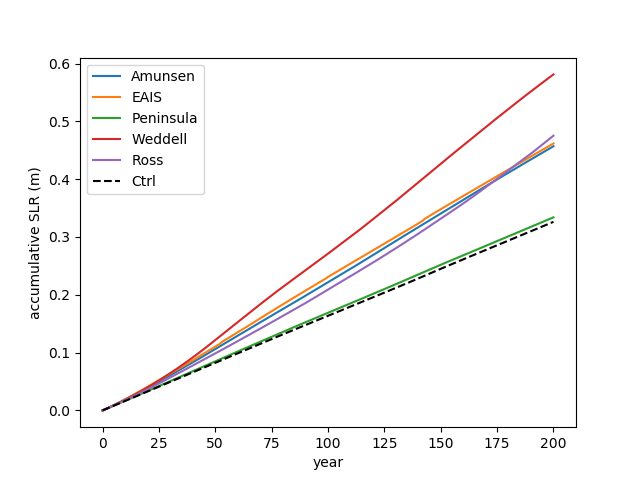 0.6
0.5
0.4
0.3
0.2
0.1
0.0
accumulative SLR (m)
Amunsen
EAIS
Peninsula
Weddell
Ross
Ctrl
0 25 50 75 100 125 150 175 200
year